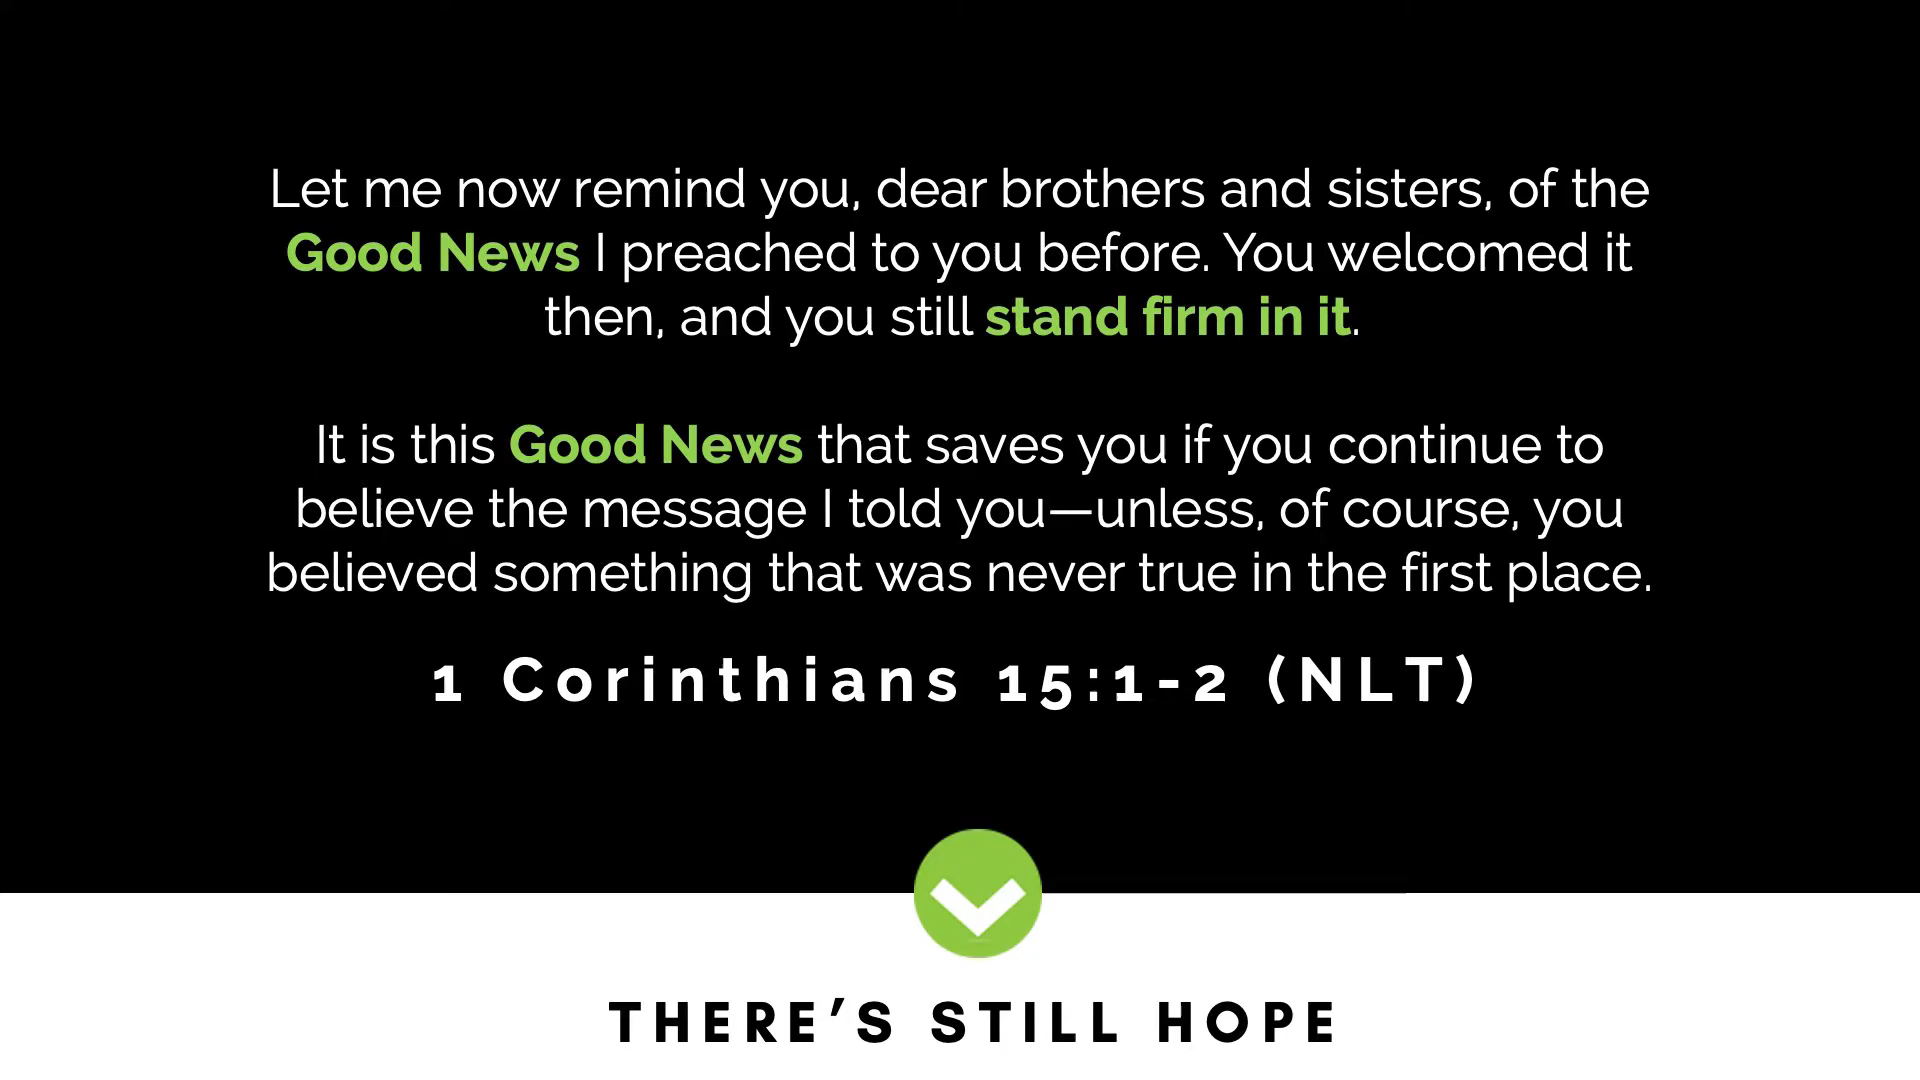 Let me now remind you, dear brothers and sisters, of the
Good News I preached to you before. You welcomed it
then, and you still stand firm in it.
It is this Good News that saves you if you continue to
believe the message I told you—unless, of course, you
believed something that was never true in the first place.
1 Corinthians 15:1-2 (NLT)
THERE’S STILL HOPE